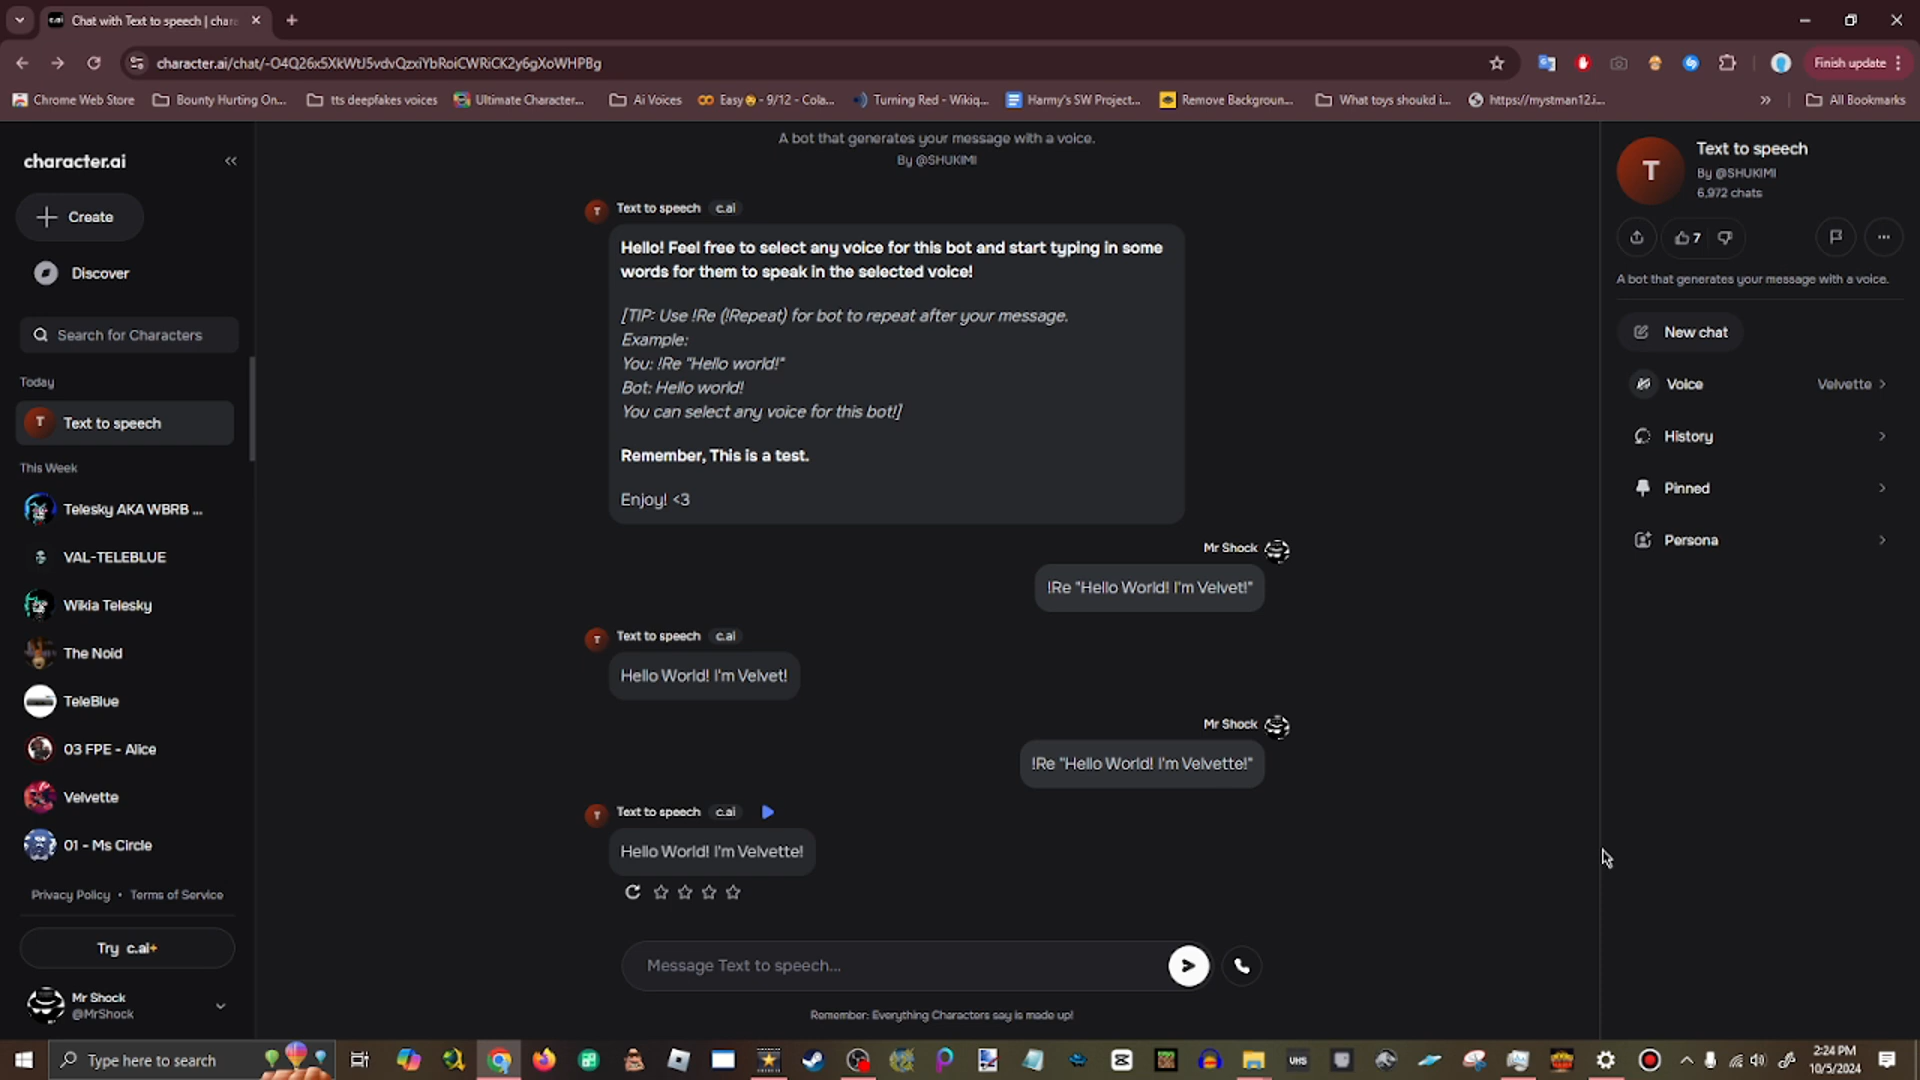 Chat with Text to speech | chara
character.ai/chat/-O4Q26x5XkWtJ5vdvQzxiYbRoiCWRiCK2y6gXoWHPBg
Finish update
Chrome Web Store
Bounty Hurting On...
tts deepfakes voices
Ultimate Character...
Ai Voices
Easy - 9/12 - Cola...
Turning Red - Wikiq...
Harmy's SW Project...
Remove Backgroun...
What toys shoukd i...
https://mystman12.i...
All Bookmarks
character.ai
Create
Discover
Search for Characters
Today
Text to speech
This Week
Telesky AKA WBRB ...
VAL-TELEBLUE
Wikia Telesky
The Noid
TeleBlue
03 FPE - Alice
Velvette
01 - Ms Circle
Privacy Policy • Terms of Service
Try c.ai+
Mr Shock
@MrShock
A bot that generates your message with a voice.
By @SHUKIMI
Text to speech c.ai
Hello! Feel free to select any voice for this bot and start typing in some
words for them to speak in the selected voice!
[TIP: Use !Re (!Repeat) for bot to repeat after your message.
Example:
You: !Re "Hello world!"
Bot: Hello world!
You can select any voice for this bot!]
Remember, This is a test.
Enjoy! <3
Mr Shock
!Re "Hello World! I'm Velvet!"
Text to speech c.ai
Hello World! I'm Velvet!
Mr Shock
!Re "Hello World! I'm Velvette!"
Text to speech c.ai
Hello World! I'm Velvette!
Message Text to speech...
Remember: Everything Characters say is made up!
T
Text to speech
By @SHUKIMI
6,972 chats
7
A bot that generates your message with a voice.
New chat
Voice
Velvette
History
Pinned
Persona
Type here to search
VHS
2:24 PM
10/5/2024